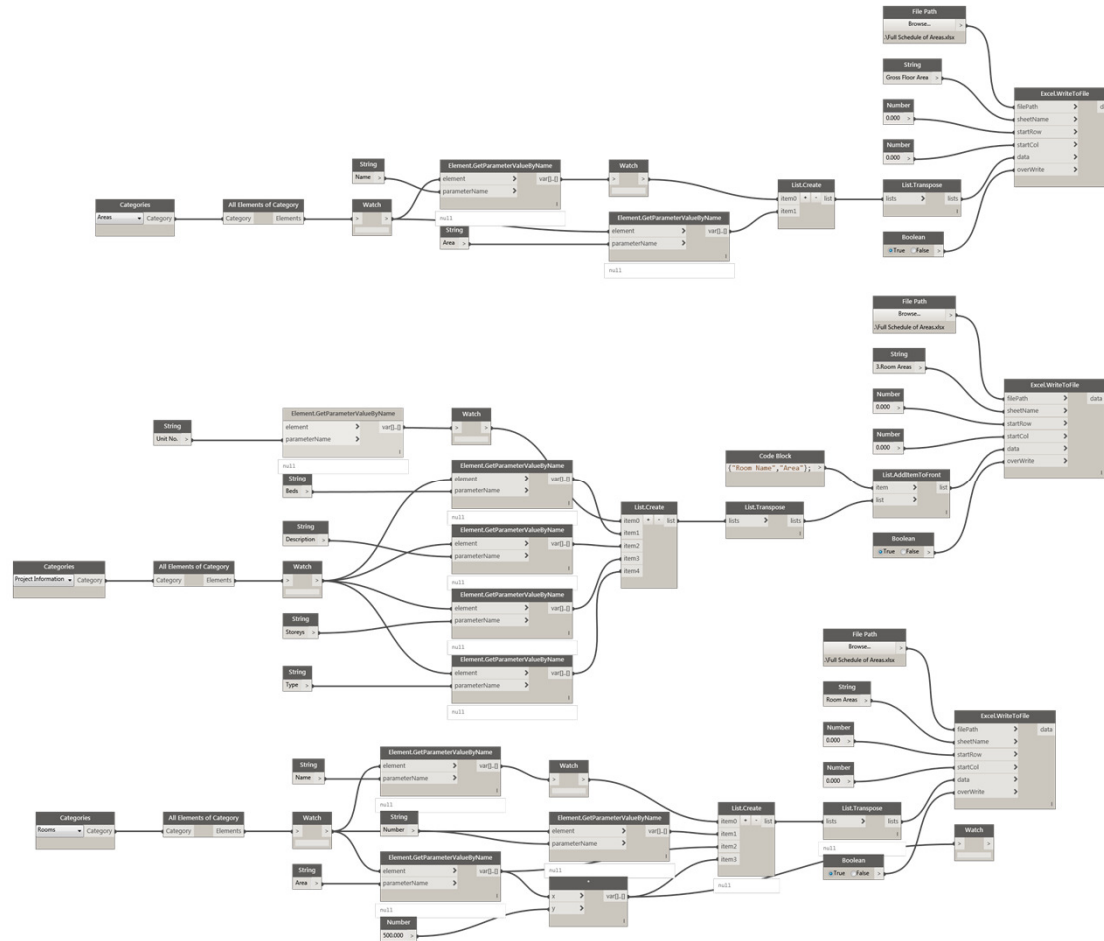 File Path
Browse...
>
.\Full Schedule of Areas.xlsx
String
Gross Floor Area >
Number
0.000 >
Number
0.000 >
Excel.WriteToFile
filePath >
sheetName >
startRow >
startCol >
data >
overWrite >
String
Name >
Element.GetParameterValueByName
element > var[]..[]
parameterName >
null
Watch
> >
Categories
Areas Category
All Elements of Category
Category Elements
Watch
> >
String
Area >
Element.GetParameterValueByName
element > var[]..[]
parameterName >
null
List.Create
item0 + - list
item1
List.Transpose
lists > lists
Boolean
True False >
File Path
Browse...
>
.\Full Schedule of Areas.xlsx
String
3.Room Areas >
Number
0.000 >
Number
0.000 >
Excel.WriteToFile
filePath > data
sheetName >
startRow >
startCol >
data >
overWrite >
String
Unit No. >
Element.GetParameterValueByName
element > var[]..[]
parameterName >
null
Watch
> >
String
Beds >
Element.GetParameterValueByName
element > var[]..[]
parameterName >
null
String
Description >
Element.GetParameterValueByName
element > var[]..[]
parameterName >
null
Categories
Project Information Category
All Elements of Category
Category Elements
Watch
> >
String
Storeys >
Element.GetParameterValueByName
element > var[]..[]
parameterName >
null
String
Type >
Element.GetParameterValueByName
element > var[]..[]
parameterName >
null
List.Create
item0 + - list
item1
item2
item3
item4
List.Transpose
lists > lists
Code Block
{"Room Name","Area"}; >
List.AddItemToFront
item > list
list >
Boolean
True False >
File Path
Browse...
>
.\Full Schedule of Areas.xlsx
String
Room Areas >
Number
0.000 >
Number
0.000 >
Excel.WriteToFile
filePath > data
sheetName >
startRow >
startCol >
data >
overWrite >
String
Name >
Element.GetParameterValueByName
element > var[]..[]
parameterName >
null
Watch
> >
Categories
Rooms Category
All Elements of Category
Category Elements
Watch
> >
String
Number >
Element.GetParameterValueByName
element > var[]..[]
parameterName >
null
String
Area >
Element.GetParameterValueByName
element > var[]..[]
parameterName >
null
Number
500.000 >
x > var[]..[]
y >
List.Create
item0 + - list
item1
item2
item3
null
List.Transpose
lists > lists
null
Boolean
True False >
Watch
> >